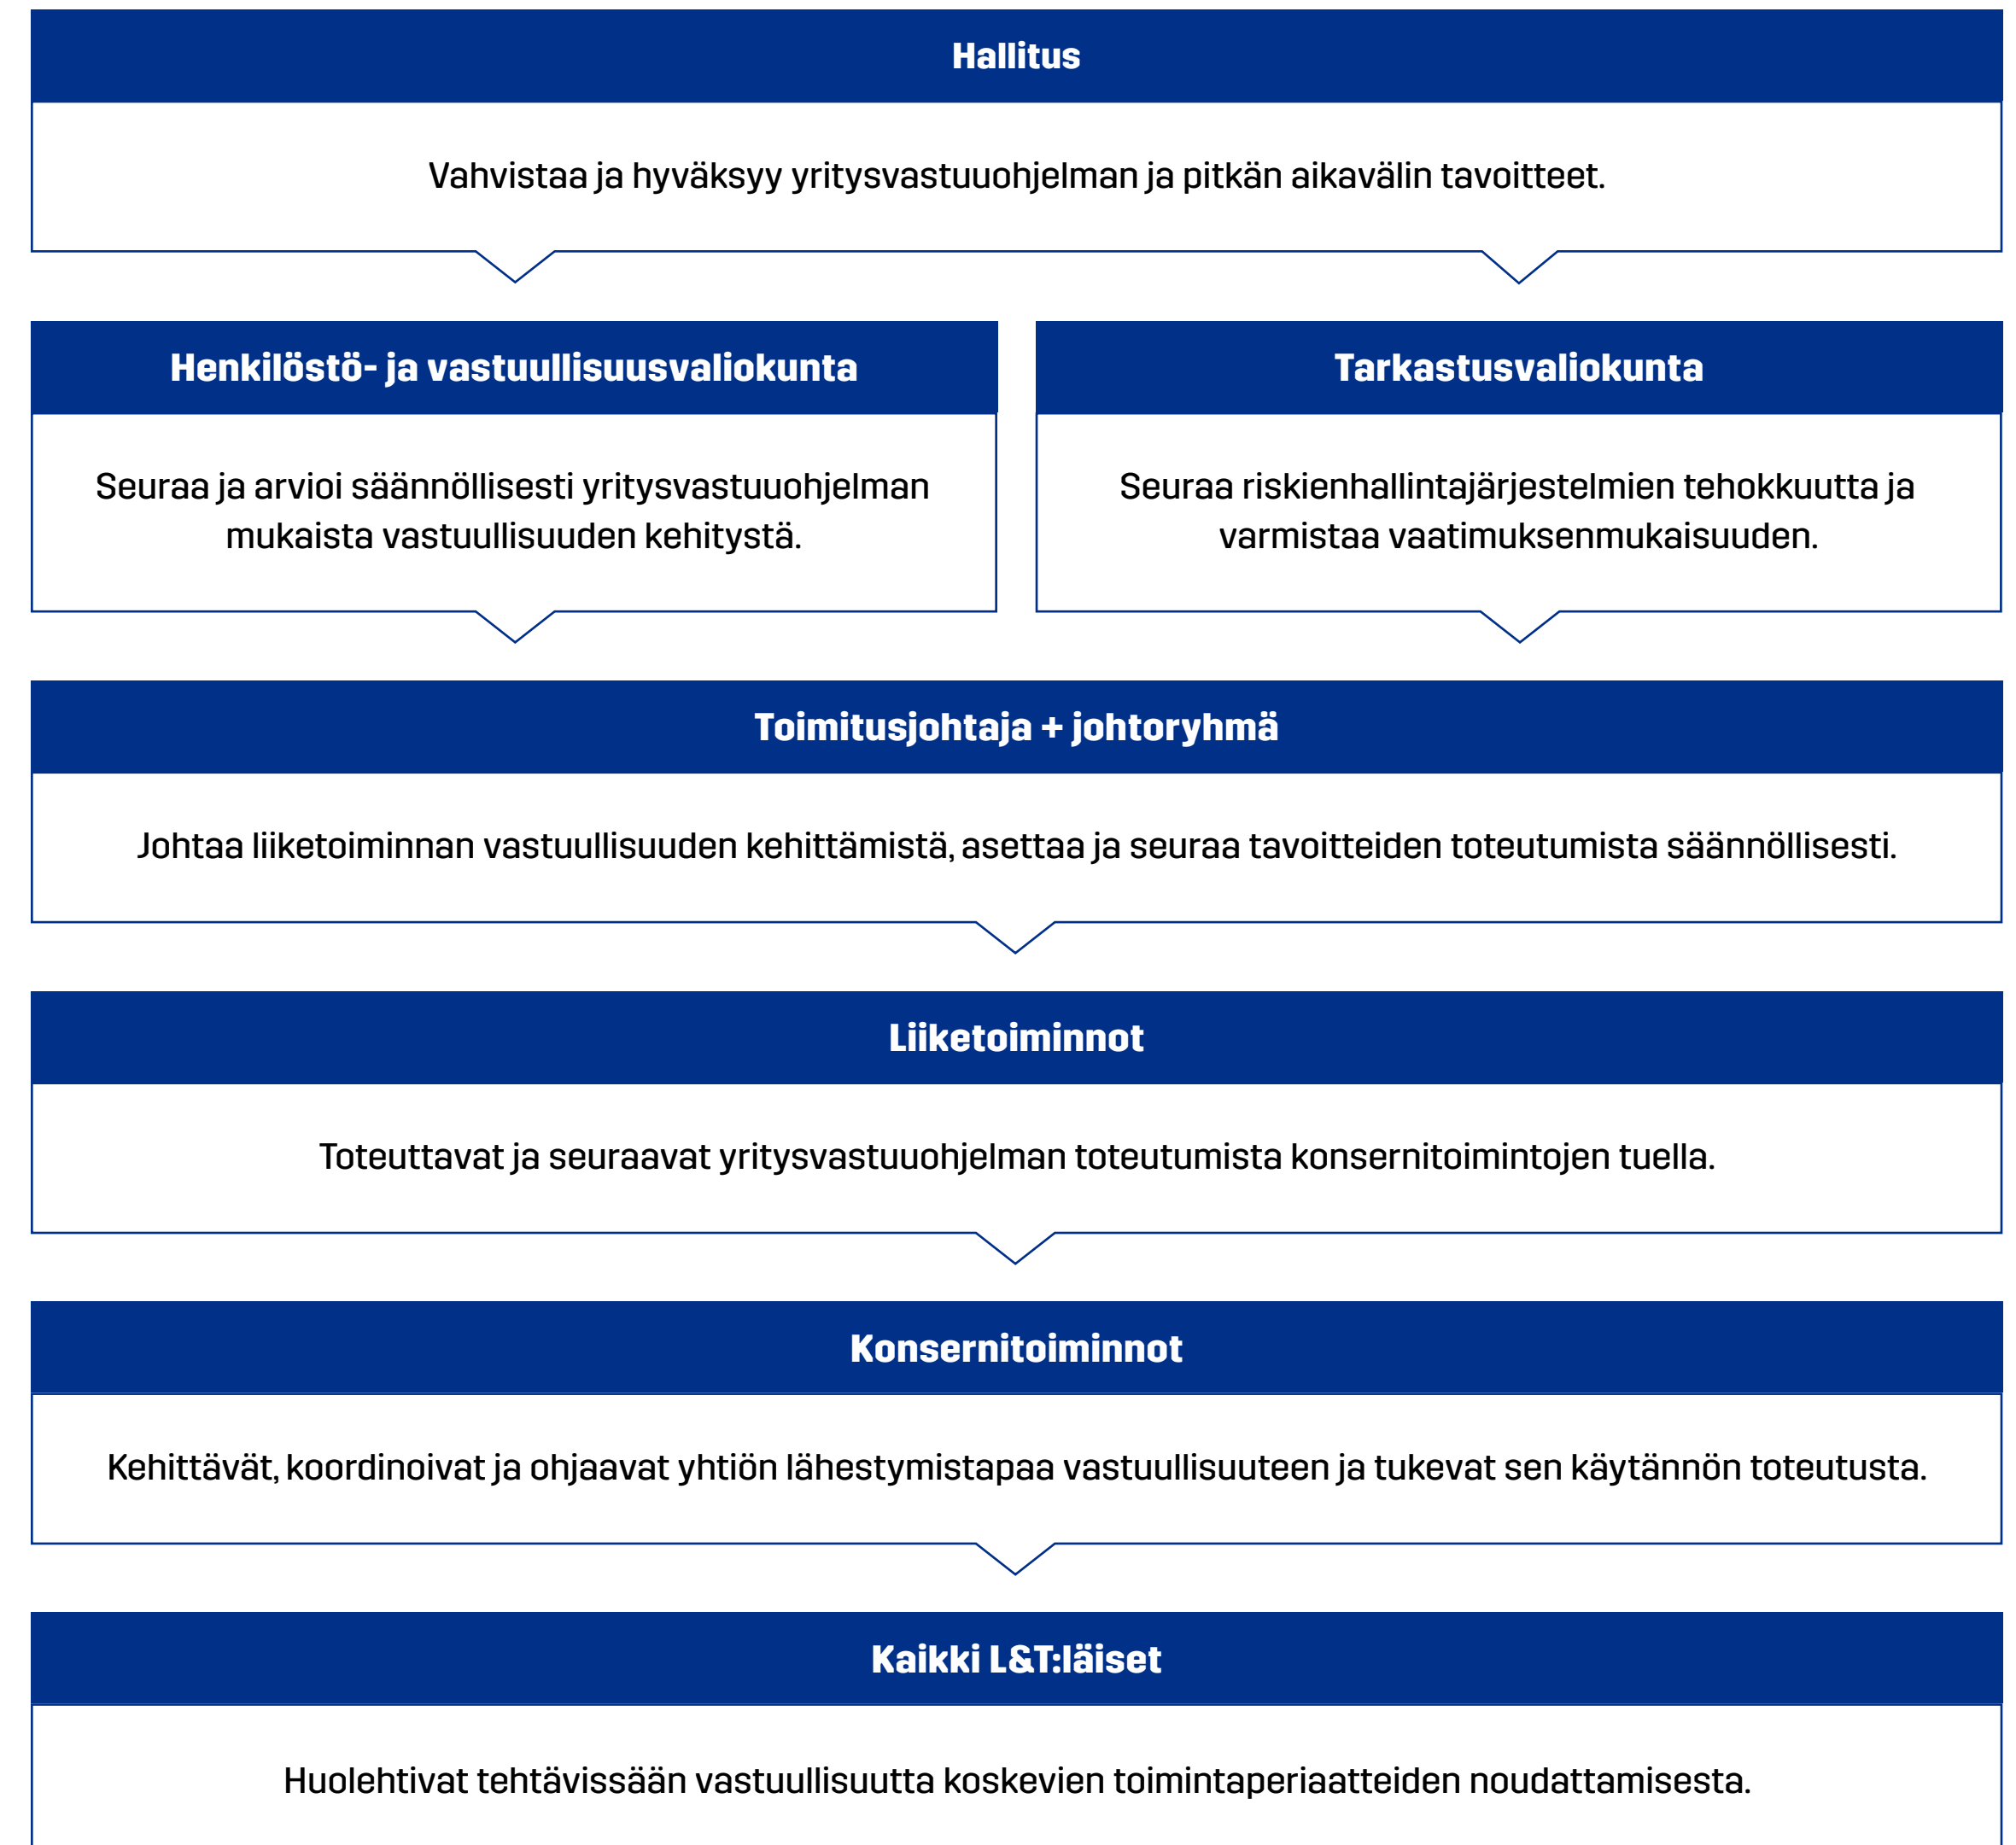 Hallitus
Vahvistaa ja hyväksyy yritysvastuuohjelman ja pitkän aikavälin tavoitteet.
Henkilöstö- ja vastuullisuusvaliokunta
Seuraa ja arvioi säännöllisesti yritysvastuuohjelman
mukaista vastuullisuuden kehitystä.
Tarkastusvaliokunta
Seuraa riskienhallintajärjestelmien tehokkuutta ja
varmistaa vaatimuksenmukaisuuden.
Toimitusjohtaja + johtoryhmä
Johtaa liiketoiminnan vastuullisuuden kehittämistä, asettaa ja seuraa tavoitteiden toteutumista säännöllisesti.
Liiketoiminnot
Toteuttavat ja seuraavat yritysvastuuohjelman toteutumista konsernitoimintojen tuella.
Konsernitoiminnot
Kehittävät, koordinoivat ja ohjaavat yhtiön lähestymistapaa vastuullisuuteen ja tukevat sen käytännön toteutusta.
Kaikki L&T:läiset
Huolehtivat tehtävissään vastuullisuutta koskevien toimintaperiaatteiden noudattamisesta.